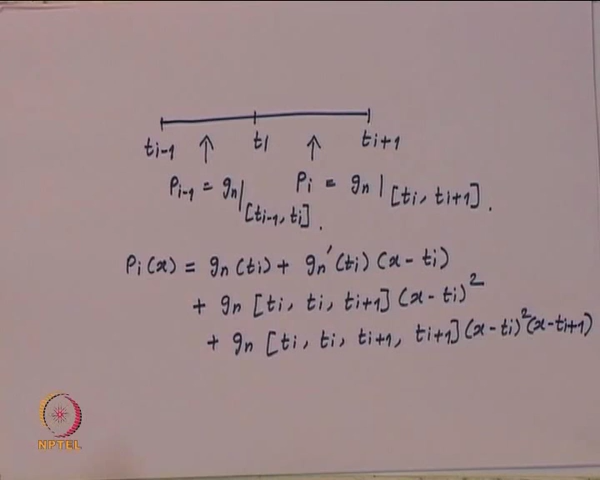 ti-1 ti ti+1
Pi-1 = gn|[ti-1, ti]. Pi = gn|[ti, ti+1].
Pi(x) = gn(ti) + gn'(ti)(x-ti)
+ gn[ti, ti, ti+1](x-ti)²
+ gn[ti, ti, ti+1, ti+1](x-ti)²(x-ti+1)
NPTEL